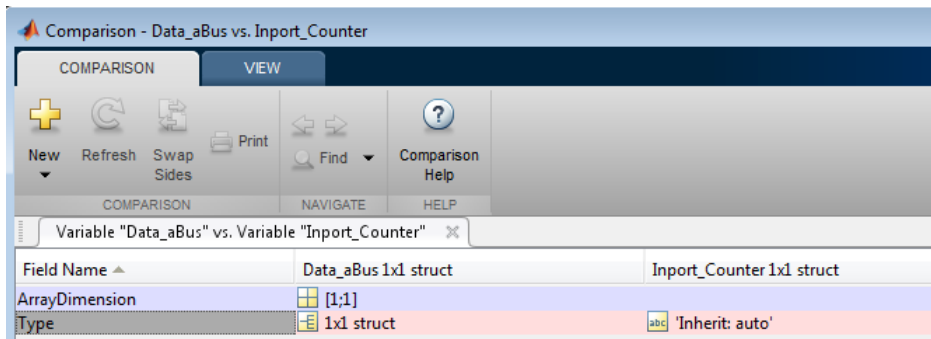 Comparison - Data_aBus vs. Inport_Counter
COMPARISON VIEW
New Refresh Swap Sides Print Find Comparison Help
COMPARISON NAVIGATE HELP
Variable "Data_aBus" vs. Variable "Inport_Counter"
Field Name Data_aBus 1x1 struct Inport_Counter 1x1 struct
ArrayDimension [1;1]
Type 1x1 struct abc 'Inherit: auto'